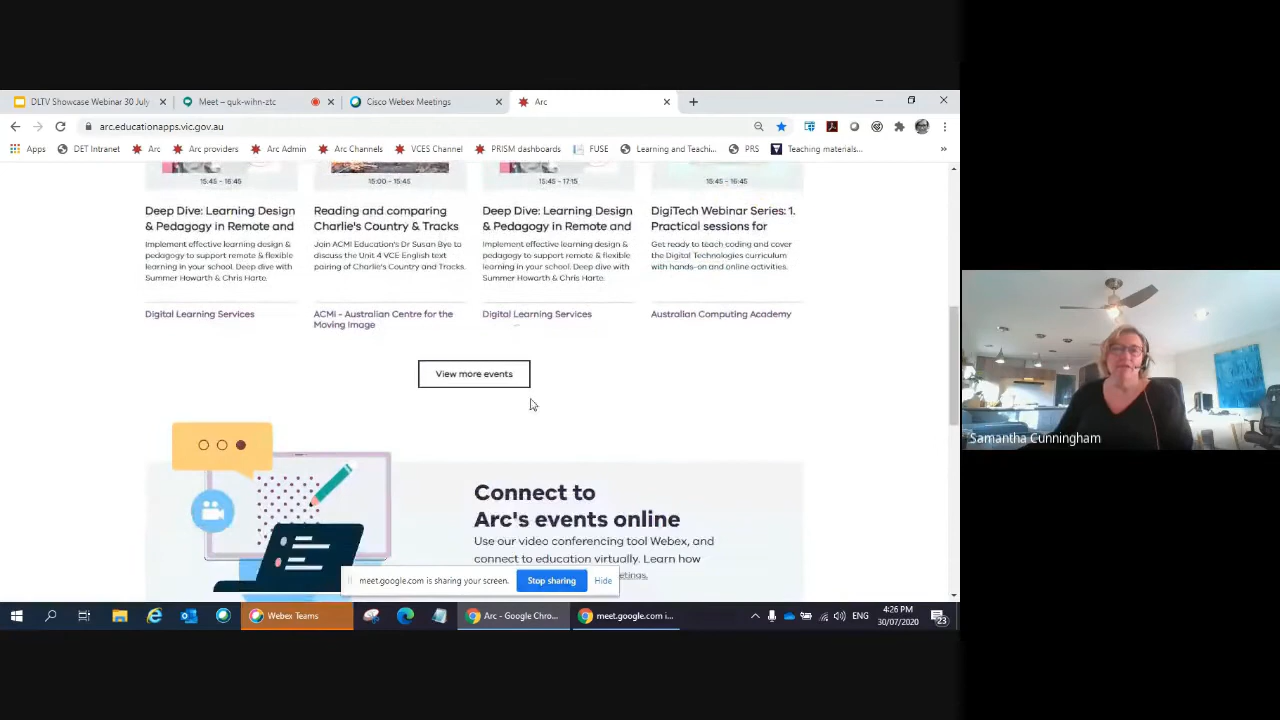 DLTV Showcase Webinar 30 July
Meet – quk-wihn-ztc
Cisco Webex Meetings
Arc
arc.educationapps.vic.gov.au
Apps
DET Intranet
Arc
Arc providers
Arc Admin
Arc Channels
VCES Channel
PRISM dashboards
FUSE
Learning and Teachi...
PRS
Teaching materials...
»
15:45 - 16:45
15:00 - 15:45
15:45 - 17:15
15:45 - 16:45
Deep Dive: Learning Design
& Pedagogy in Remote and
Implement effective learning design &
pedagogy to support remote & flexible
learning in your school. Deep dive with
Summer Howarth & Chris Harte.
Digital Learning Services
Reading and comparing
Charlie's Country & Tracks
Join ACMI Education's Dr Susan Bye to
discuss the Unit 4 VCE English text
pairing of Charlie's Country and Tracks.
ACMI - Australian Centre for the
Moving Image
Deep Dive: Learning Design
& Pedagogy in Remote and
Implement effective learning design &
pedagogy to support remote & flexible
learning in your school. Deep dive with
Summer Howarth & Chris Harte.
Digital Learning Services
DigiTech Webinar Series: 1.
Practical sessions for
Get ready to teach coding and cover
the Digital Technologies curriculum
with hands-on and online activities.
Australian Computing Academy
View more events
Connect to
Arc's events online
Use our video conferencing tool Webex, and
connect to education virtually. Learn how
meet.google.com is sharing your screen.
Stop sharing
Hide
Samantha Cunningham
Webex Teams
Arc - Google Chro...
meet.google.com i...
ENG
4:26 PM
30/07/2020
23